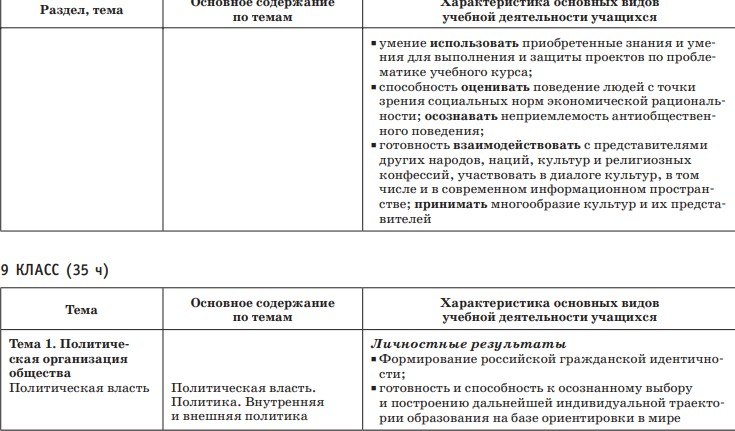 Раздел, тема
Основное содержание
по темам
Характеристика основных видов
учебной деятельности учащихся
▪ умение использовать приобретенные знания и уме-
ния для выполнения и защиты проектов по пробле-
матике учебного курса;
▪ способность оценивать поведение людей с точки
зрения социальных норм экономической рациональ-
ности; осознавать неприемлемость антиобществен-
ного поведения;
▪ готовность взаимодействовать с представителями
других народов, наций, культур и религиозных
конфессий, участвовать в диалоге культур, в том
числе и в современном информационном простран-
стве; принимать многообразие культур и их предста-
вителей
9 КЛАСС (35 ч)
Тема
Основное содержание
по темам
Характеристика основных видов
учебной деятельности учащихся
Тема 1. Политиче-
ская организация
общества
Политическая власть
Политическая власть.
Политика. Внутренняя
и внешняя политика
Личностные результаты
▪ Формирование российской гражданской идентично-
сти;
▪ готовность и способность к осознанному выбору
и построению дальнейшей индивидуальной траекто-
рии образования на базе ориентировки в мире